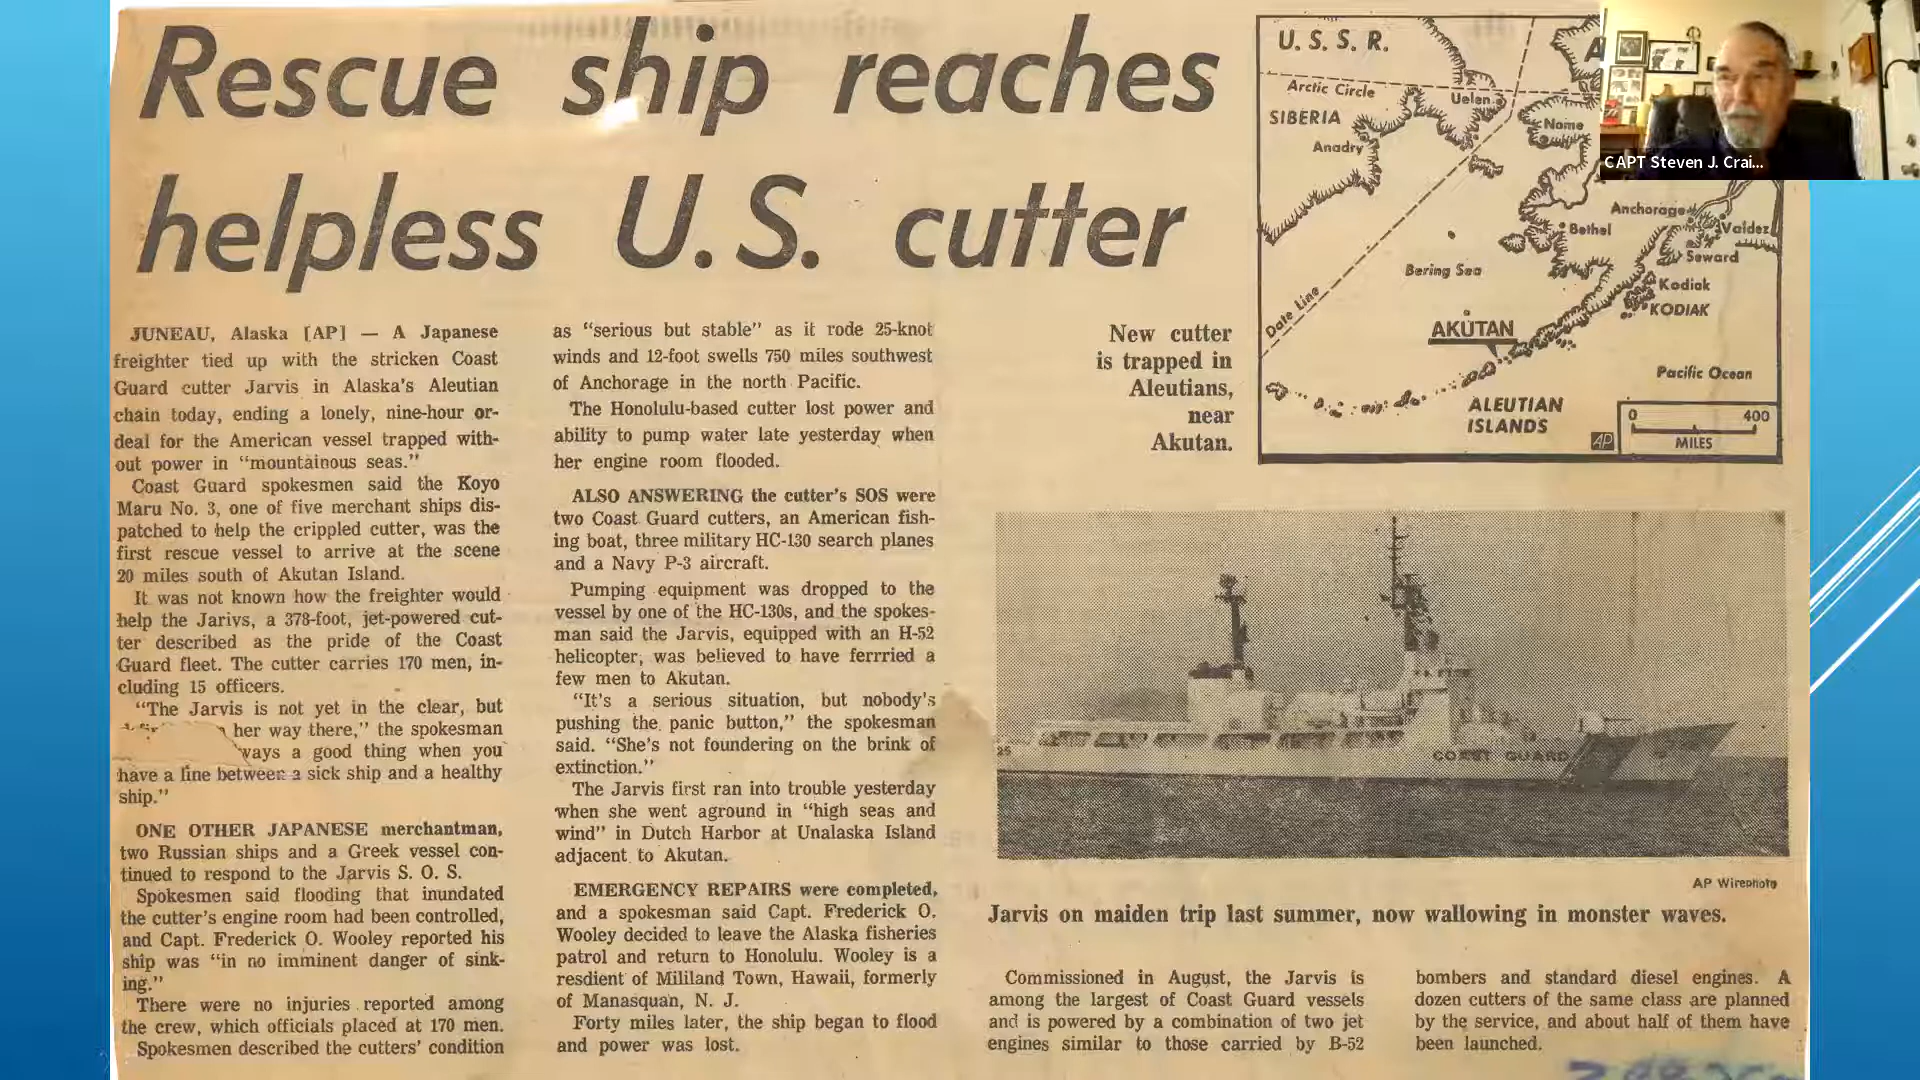 Rescue ship reaches
helpless U.S. cutter
JUNEAU, Alaska [AP] — A Japanese
freighter tied up with the stricken Coast
Guard cutter Jarvis in Alaska's Aleutian
chain today, ending a lonely, nine-hour or-
deal for the American vessel trapped with-
out power in "mountainous seas."
Coast Guard spokesmen said the Koyo
Maru No. 3, one of five merchant ships dis-
patched to help the crippled cutter, was the
first rescue vessel to arrive at the scene
20 miles south of Akutan Island.
It was not known how the freighter would
help the Jarivs, a 378-foot, jet-powered cut-
ter described as the pride of the Coast
Guard fleet. The cutter carries 170 men, in-
cluding 15 officers.
"The Jarvis is not yet in the clear, but
her way there," the spokesman
ways a good thing when you
have a line between a sick ship and a healthy
ship."
ONE OTHER JAPANESE merchantman,
two Russian ships and a Greek vessel con-
tinued to respond to the Jarvis S. O. S.
Spokesmen said flooding that inundated
the cutter's engine room had been controlled,
and Capt. Frederick O. Wooley reported his
ship was "in no imminent danger of sink-
ing."
There were no injuries reported among
the crew, which officials placed at 170 men.
Spokesmen described the cutters' condition
as "serious but stable" as it rode 25-knot
winds and 12-foot swells 750 miles southwest
of Anchorage in the north Pacific.
The Honolulu-based cutter lost power and
ability to pump water late yesterday when
her engine room flooded.
ALSO ANSWERING the cutter's SOS were
two Coast Guard cutters, an American fish-
ing boat, three military HC-130 search planes
and a Navy P-3 aircraft.
Pumping equipment was dropped to the
vessel by one of the HC-130s, and the spokes-
man said the Jarvis, equipped with an H-52
helicopter, was believed to have ferrried a
few men to Akutan.
"It's a serious situation, but nobody's
pushing the panic button," the spokesman
said. "She's not foundering on the brink of
extinction."
The Jarvis first ran into trouble yesterday
when she went aground in "high seas and
wind" in Dutch Harbor at Unalaska Island
adjacent to Akutan.
EMERGENCY REPAIRS were completed,
and a spokesman said Capt. Frederick O.
Wooley decided to leave the Alaska fisheries
patrol and return to Honolulu. Wooley is a
resdient of Mililand Town, Hawaii, formerly
of Manasquan, N. J.
Forty miles later, the ship began to flood
and power was lost.
New cutter
is trapped in
Aleutians,
near
Akutan.
U. S. S. R.
A
Arctic Circle
Uelen
SIBERIA
Nome
Anadry
Anchorage
Bethel
Valdez
Seward
Bering Sea
Kodiak
KODIAK
Date Line
AKUTAN
Pacific Ocean
ALEUTIAN
ISLANDS
0 400
MILES
AP
CAPT Steven J. Crai...
25
COAST GUARD
AP Wirephoto
Jarvis on maiden trip last summer, now wallowing in monster waves.
Commissioned in August, the Jarvis is
among the largest of Coast Guard vessels
and is powered by a combination of two jet
engines similar to those carried by B-52
bombers and standard diesel engines. A
dozen cutters of the same class are planned
by the service, and about half of them have
been launched.